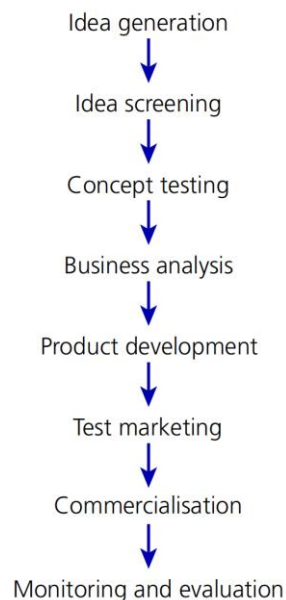 Idea generation
Idea screening
Concept testing
Business analysis
Product development
Test marketing
Commercialisation
Monitoring and evaluation